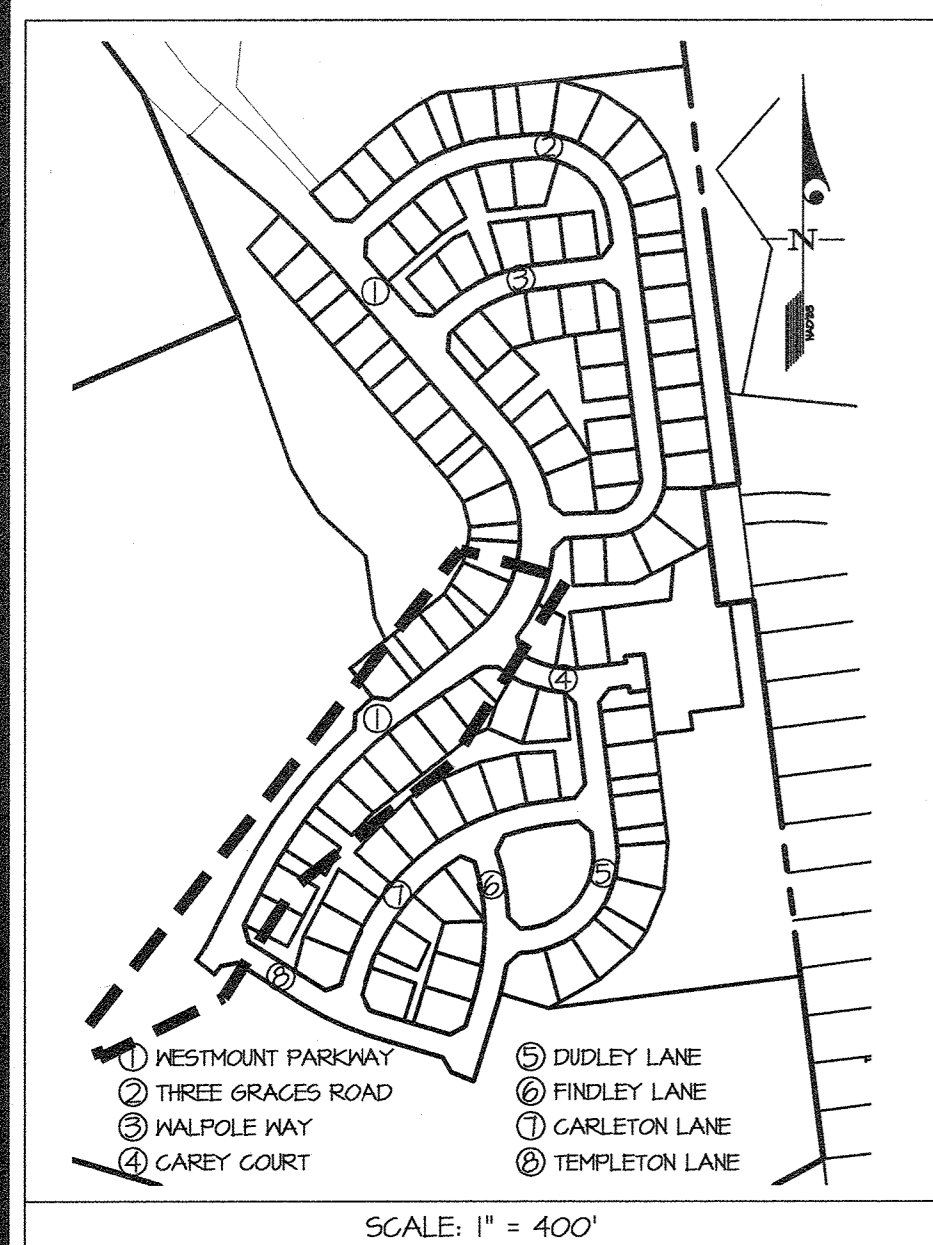 2
N
3
1
4
1
5
6
7
8
① WESTMOUNT PARKWAY
② THREE GRACES ROAD
③ WALPOLE WAY
④ CAREY COURT
⑤ DUDLEY LANE
⑥ FINDLEY LANE
⑦ CARLETON LANE
⑧ TEMPLETON LANE
SCALE: 1" = 400'